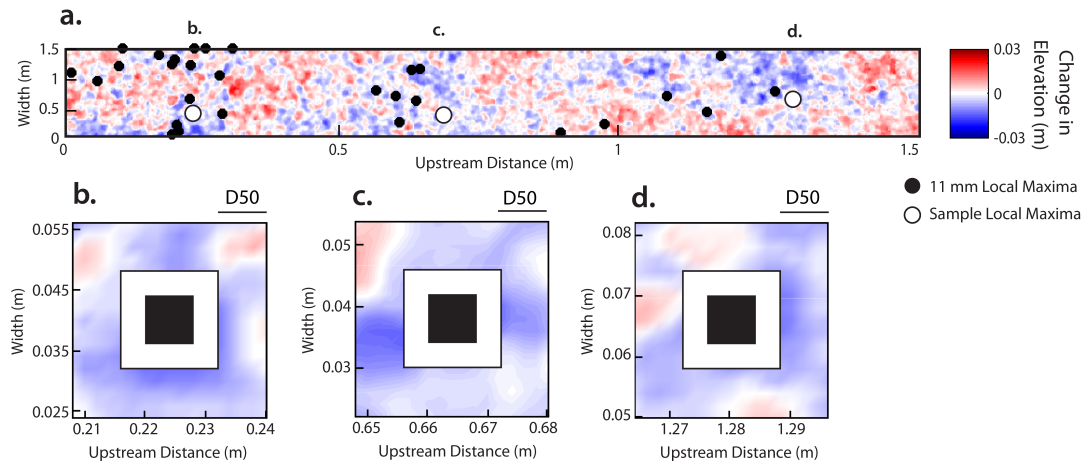 a.
b.
c.
d.
1.5
1
0.5
0
Width (m)
0
0.5
1
1.5
Upstream Distance (m)
0.03
0
-0.03
Change in
Elevation (m)
11 mm Local Maxima
Sample Local Maxima
b.
D50
0.055
0.045
0.035
0.025
Width (m)
0.21
0.22
0.23
0.24
Upstream Distance (m)
c.
D50
0.05
0.04
0.03
Width (m)
0.65
0.66
0.67
0.68
Upstream Distance (m)
d.
D50
0.08
0.07
0.06
0.05
Width (m)
1.27
1.28
1.29
Upstream Distance (m)